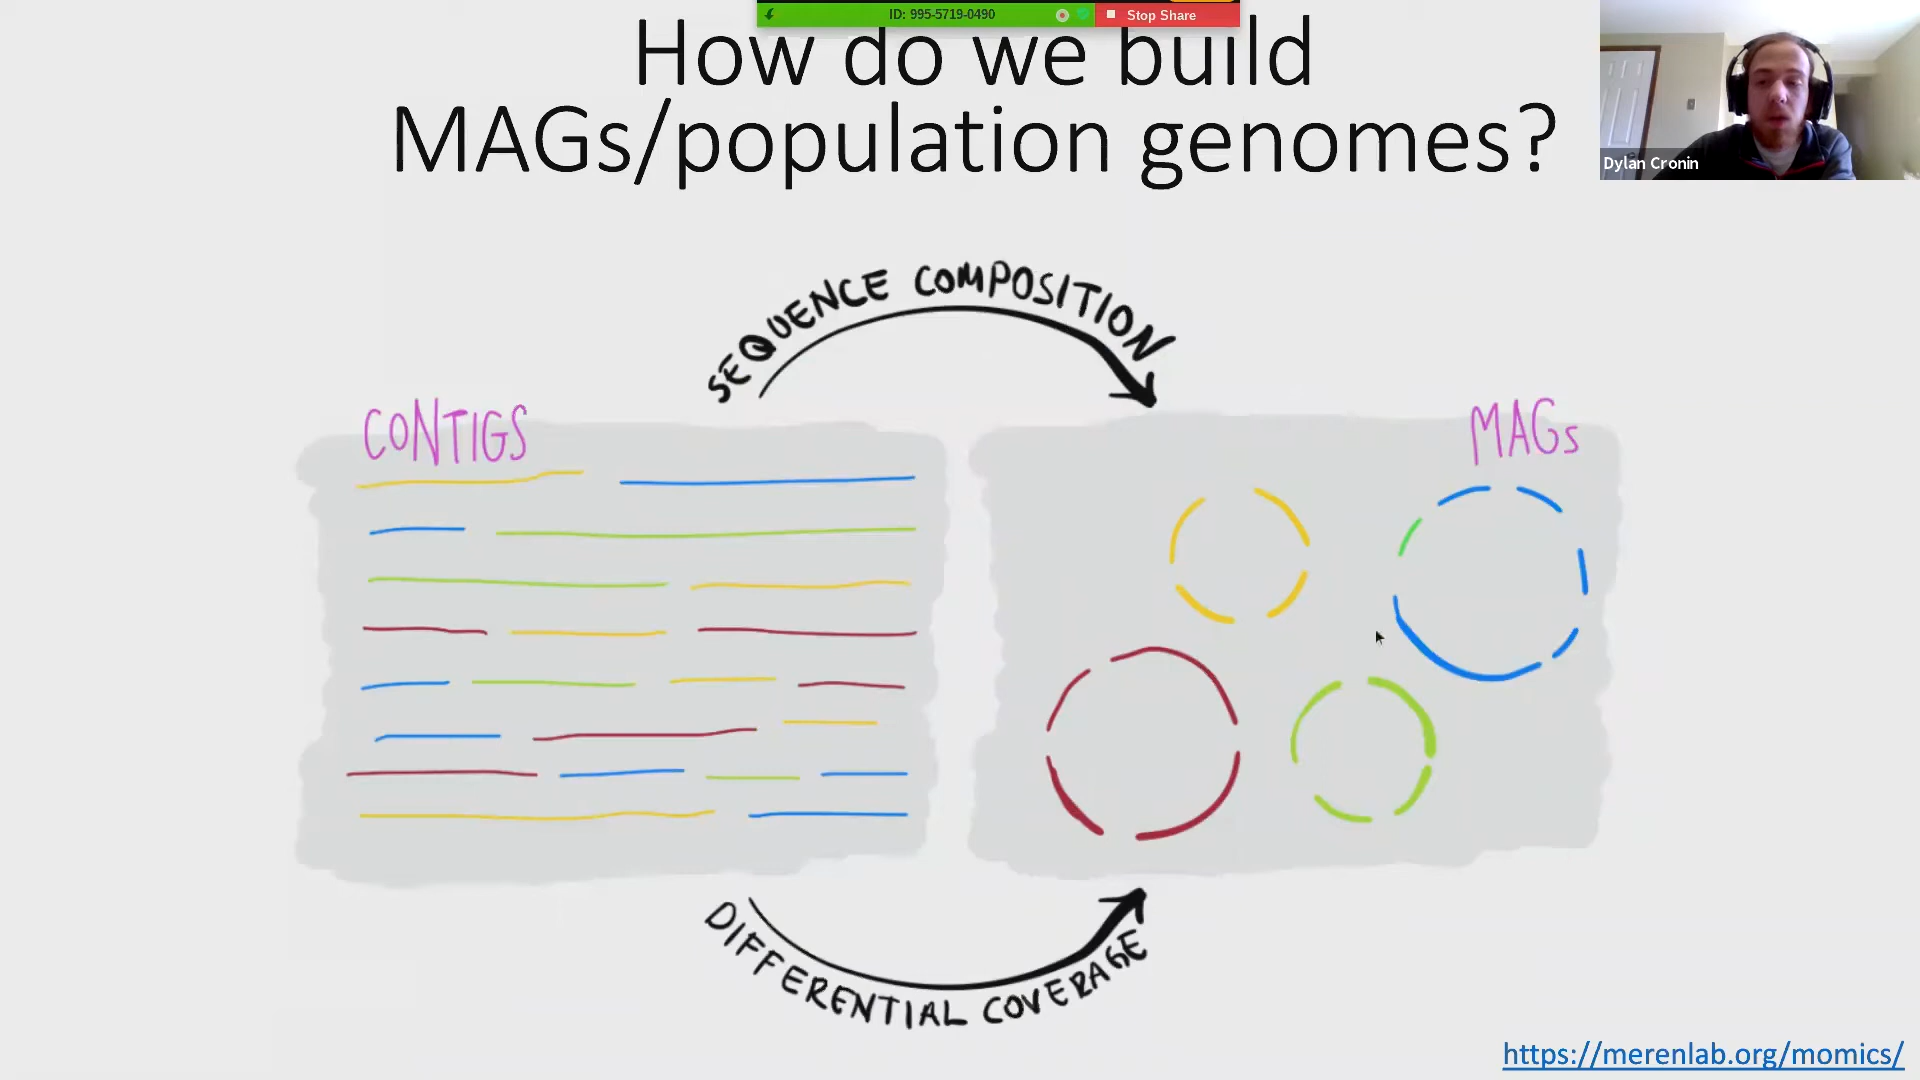 ID: 995-5719-0490
Stop Share
How do we build
MAGs/population genomes?
Dylan Cronin
SEQUENCE COMPOSITION
CONTIGS
MAGs
DIFFERENTIAL COVERAGE
https://merenlab.org/momics/